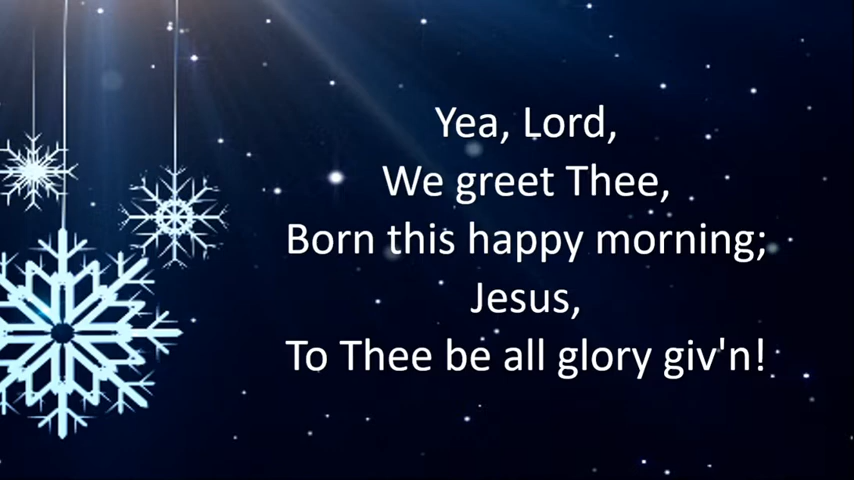 Yea, Lord,
We greet Thee,
Born this happy morning;
Jesus,
To Thee be all glory giv'n!